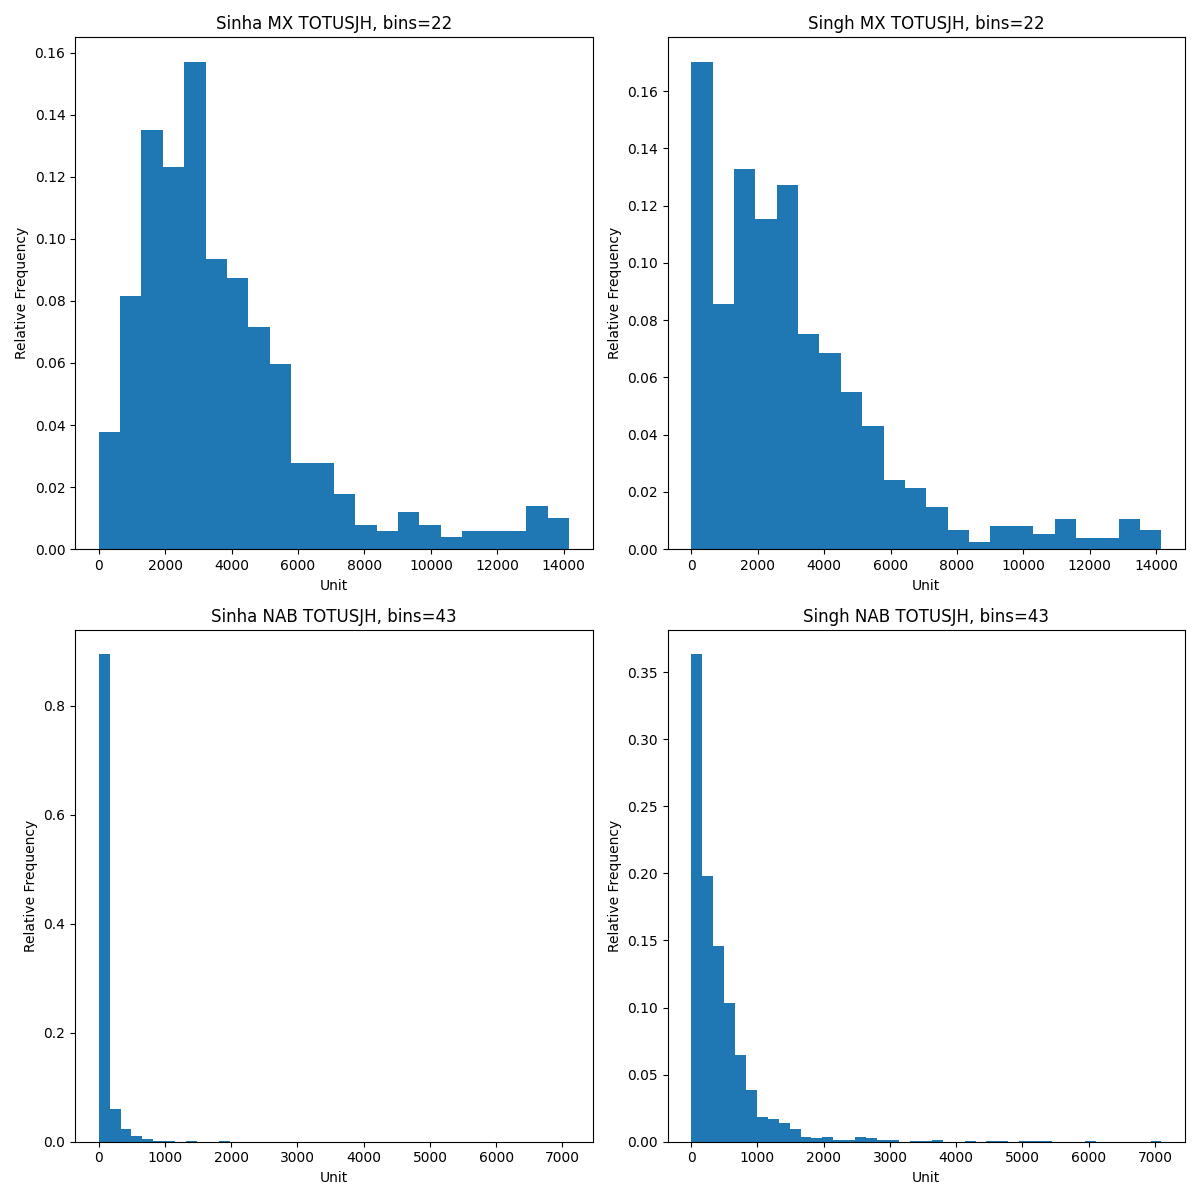 Sinha MX TOTUSJH, bins=22
Relative Frequency
0.16
0.14
0.12
0.10
0.08
0.06
0.04
0.02
0.00
0 2000 4000 6000 8000 10000 12000 14000
Unit
Singh MX TOTUSJH, bins=22
Relative Frequency
0.16
0.14
0.12
0.10
0.08
0.06
0.04
0.02
0.00
0 2000 4000 6000 8000 10000 12000 14000
Unit
Sinha NAB TOTUSJH, bins=43
Relative Frequency
0.8
0.6
0.4
0.2
0.0
0 1000 2000 3000 4000 5000 6000 7000
Unit
Singh NAB TOTUSJH, bins=43
Relative Frequency
0.35
0.30
0.25
0.20
0.15
0.10
0.05
0.00
0 1000 2000 3000 4000 5000 6000 7000
Unit